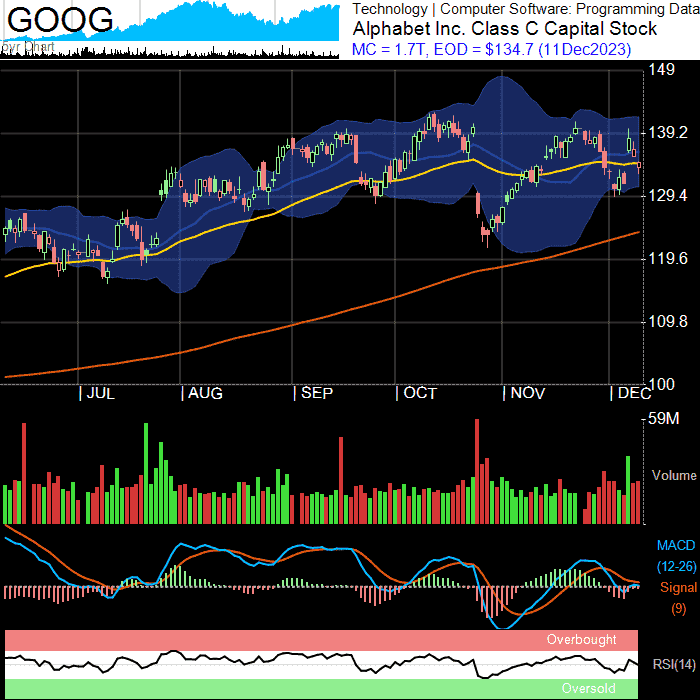 GOOG
5yr Chart
Technology | Computer Software: Programming Data
Alphabet Inc. Class C Capital Stock
MC = 1.7T, EOD = $134.7 (11Dec2023)
149
139.2
129.4
119.6
109.8
100
JUL AUG SEP OCT NOV DEC
59M
Volume
MACD
(12-26)
Signal
(9)
Overbought
RSI(14)
Oversold